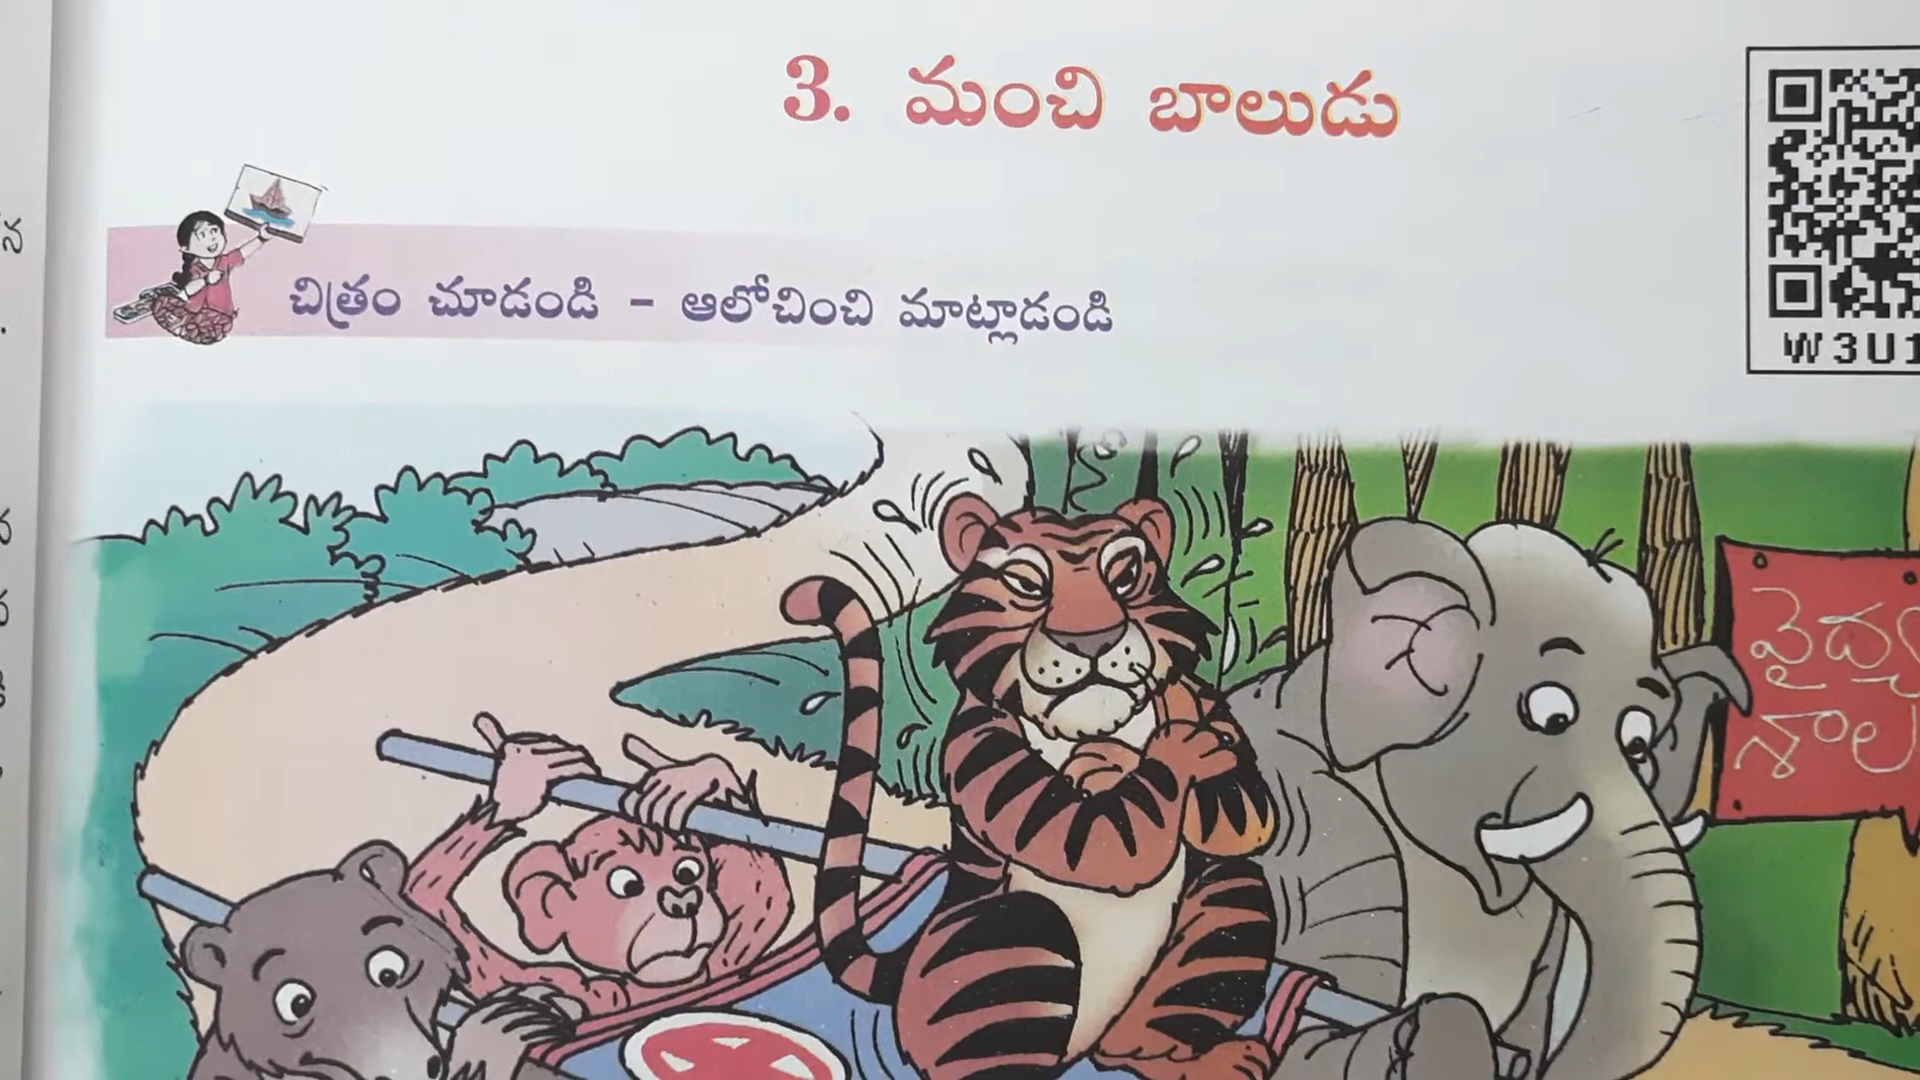 3. మంచి బాలుడు
చిత్రం చూడండి - ఆలోచించి మాట్లాడండి
W3U1
వైద్య
శాల